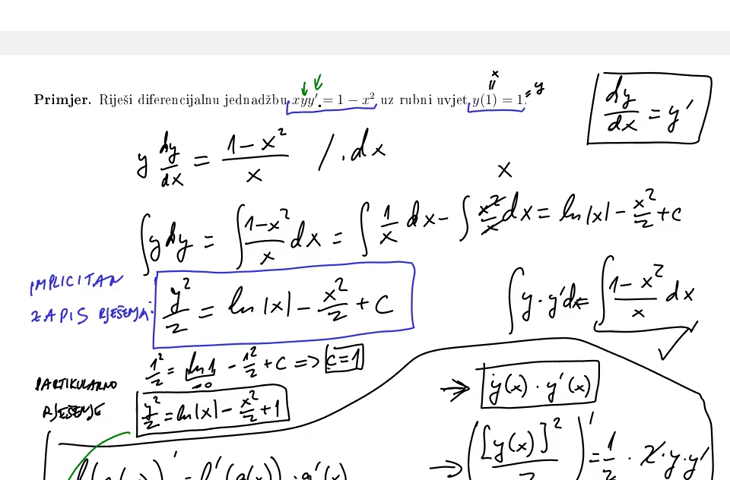 Primjer. Riješi diferencijalnu jednadžbu xyy' = 1 − x², uz rubni uvjet y(1) = 1.
x
= y
dy/dx = y'
y dy/dx = (1 − x²)/x / · dx
x
∫ y dy = ∫ (1 − x²)/x dx = ∫ 1/x dx − ∫ x²/x dx = ln|x| − x²/2 + c
IMPLICITAN
ZAPIS RJEŠENJA:
y²/2 = ln|x| − x²/2 + C
∫ y · y' dx = ∫ (1 − x²)/x dx
1²/2 = ln 1 − 1²/2 + C => C = 1
= 0
PARTIKULARNO
RJEŠENJE
y²/2 = ln|x| − x²/2 + 1
→ y(x) · y'(x)
→ ([y(x)]²/2)' = 1/2 · 2 · y · y'